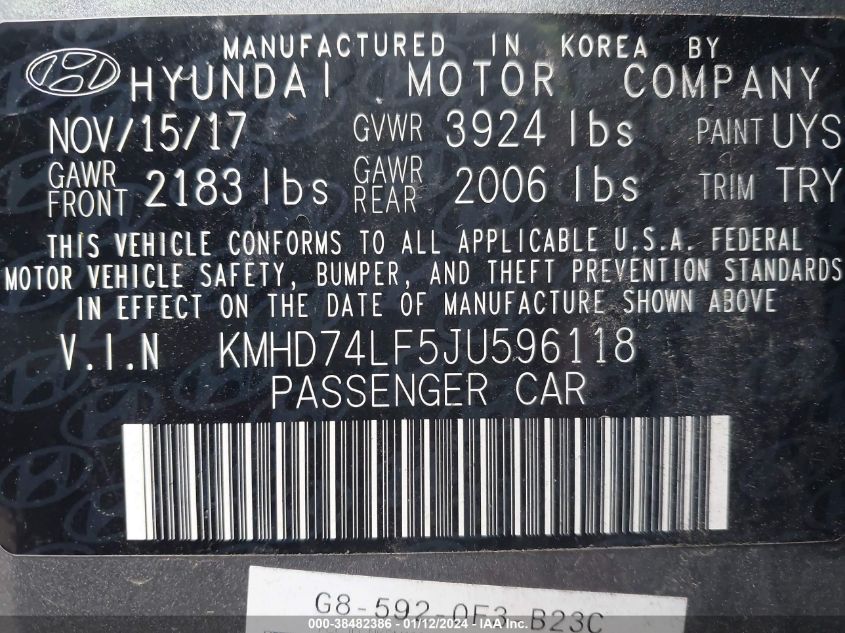 MANUFACTURED IN KOREA BY
HYUNDAI MOTOR COMPANY
NOV/15/17 GVWR 3924 lbs PAINT UYS
GAWR FRONT 2183 lbs GAWR REAR 2006 lbs TRIM TRY
THIS VEHICLE CONFORMS TO ALL APPLICABLE U.S.A. FEDERAL
MOTOR VEHICLE SAFETY, BUMPER, AND THEFT PREVENTION STANDARDS
IN EFFECT ON THE DATE OF MANUFACTURE SHOWN ABOVE
V.I.N KMHD74LF5JU596118
PASSENGER CAR
G8-592-0F3 B23C
000-38482386 - 01/12/2024 - © IAA Inc.